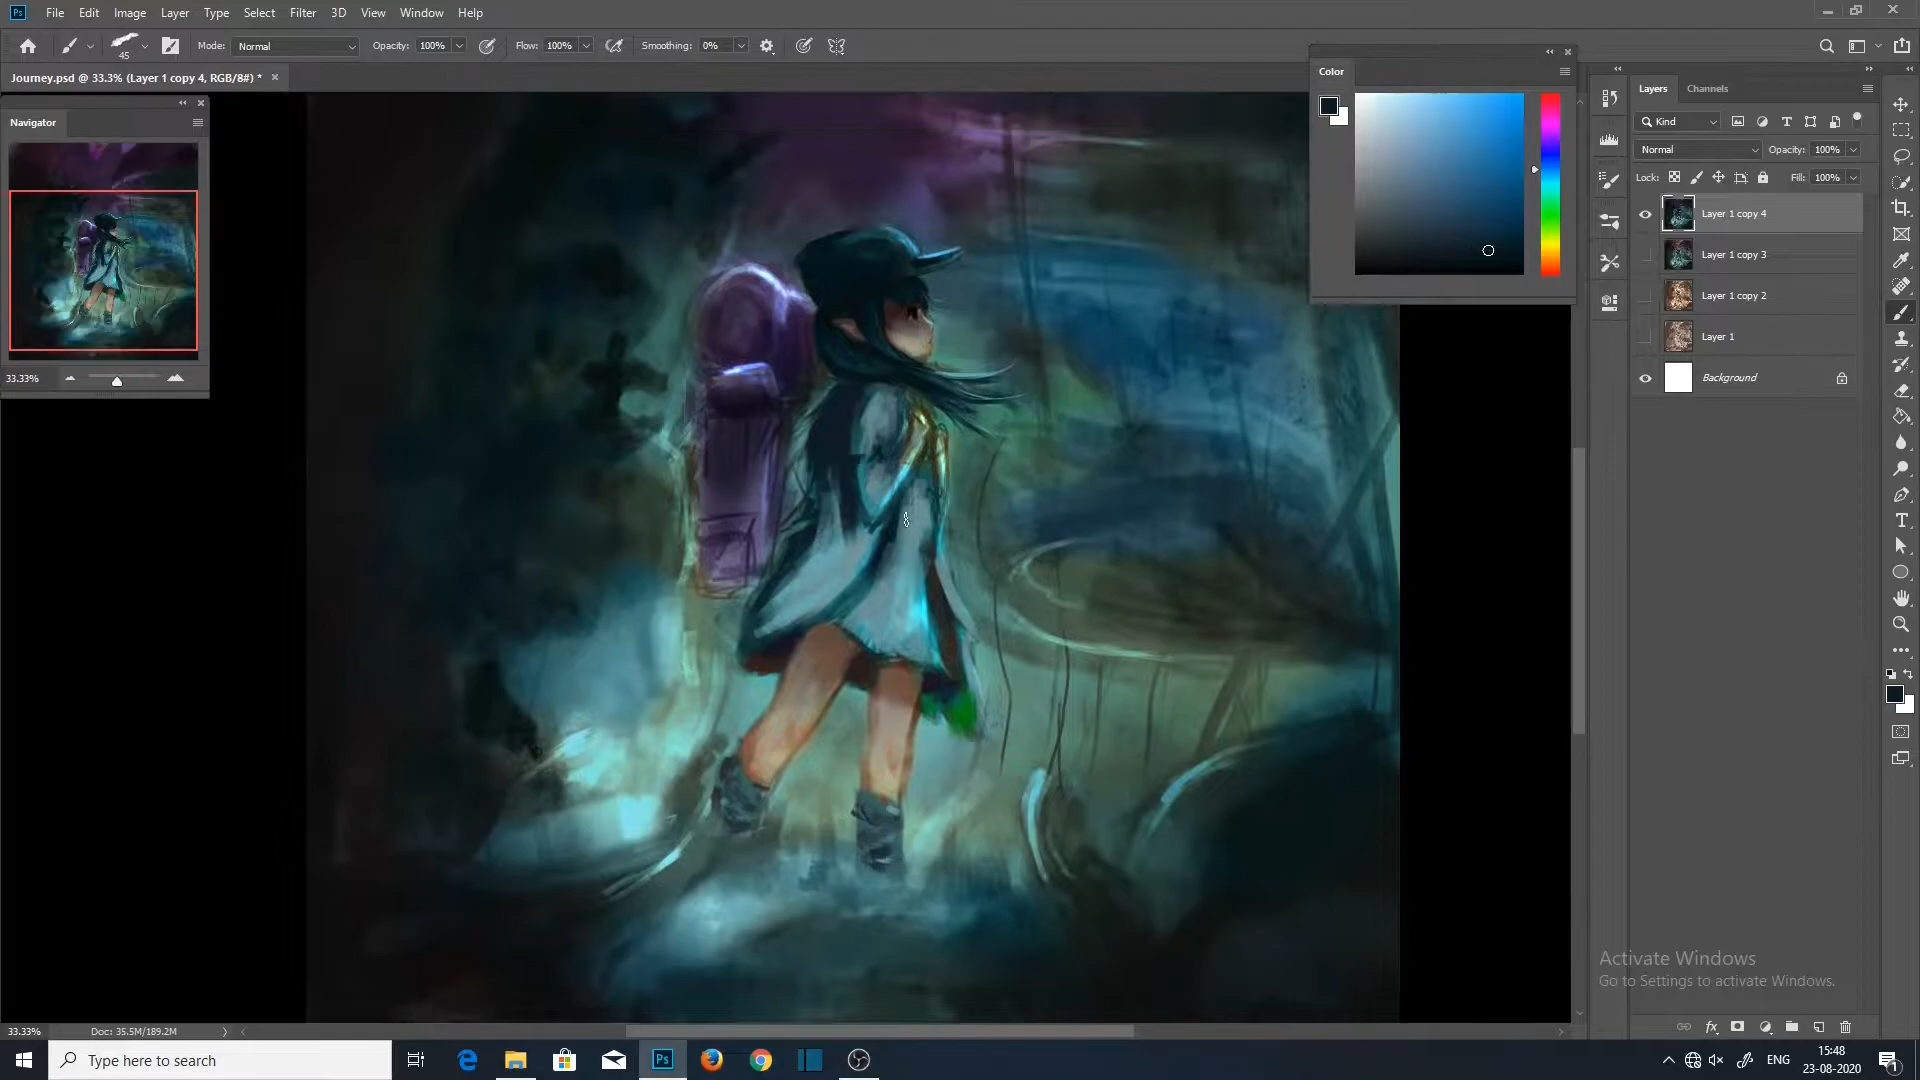 Ps File Edit Image Layer Type Select Filter 3D View Window Help
45 Mode: Normal Opacity: 100% Flow: 100% Smoothing: 0%
Journey.psd @ 33.3% (Layer 1 copy 4, RGB/8#) *
Navigator
33.33%
Color
Layers Channels
Kind
Normal Opacity: 100%
Lock: Fill: 100%
Layer 1 copy 4
Layer 1 copy 3
Layer 1 copy 2
Layer 1
Background
Activate Windows
Go to Settings to activate Windows.
33.33% Doc: 35.5M/189.2M
Type here to search
Ps
ENG
15:48
23-08-2020
1